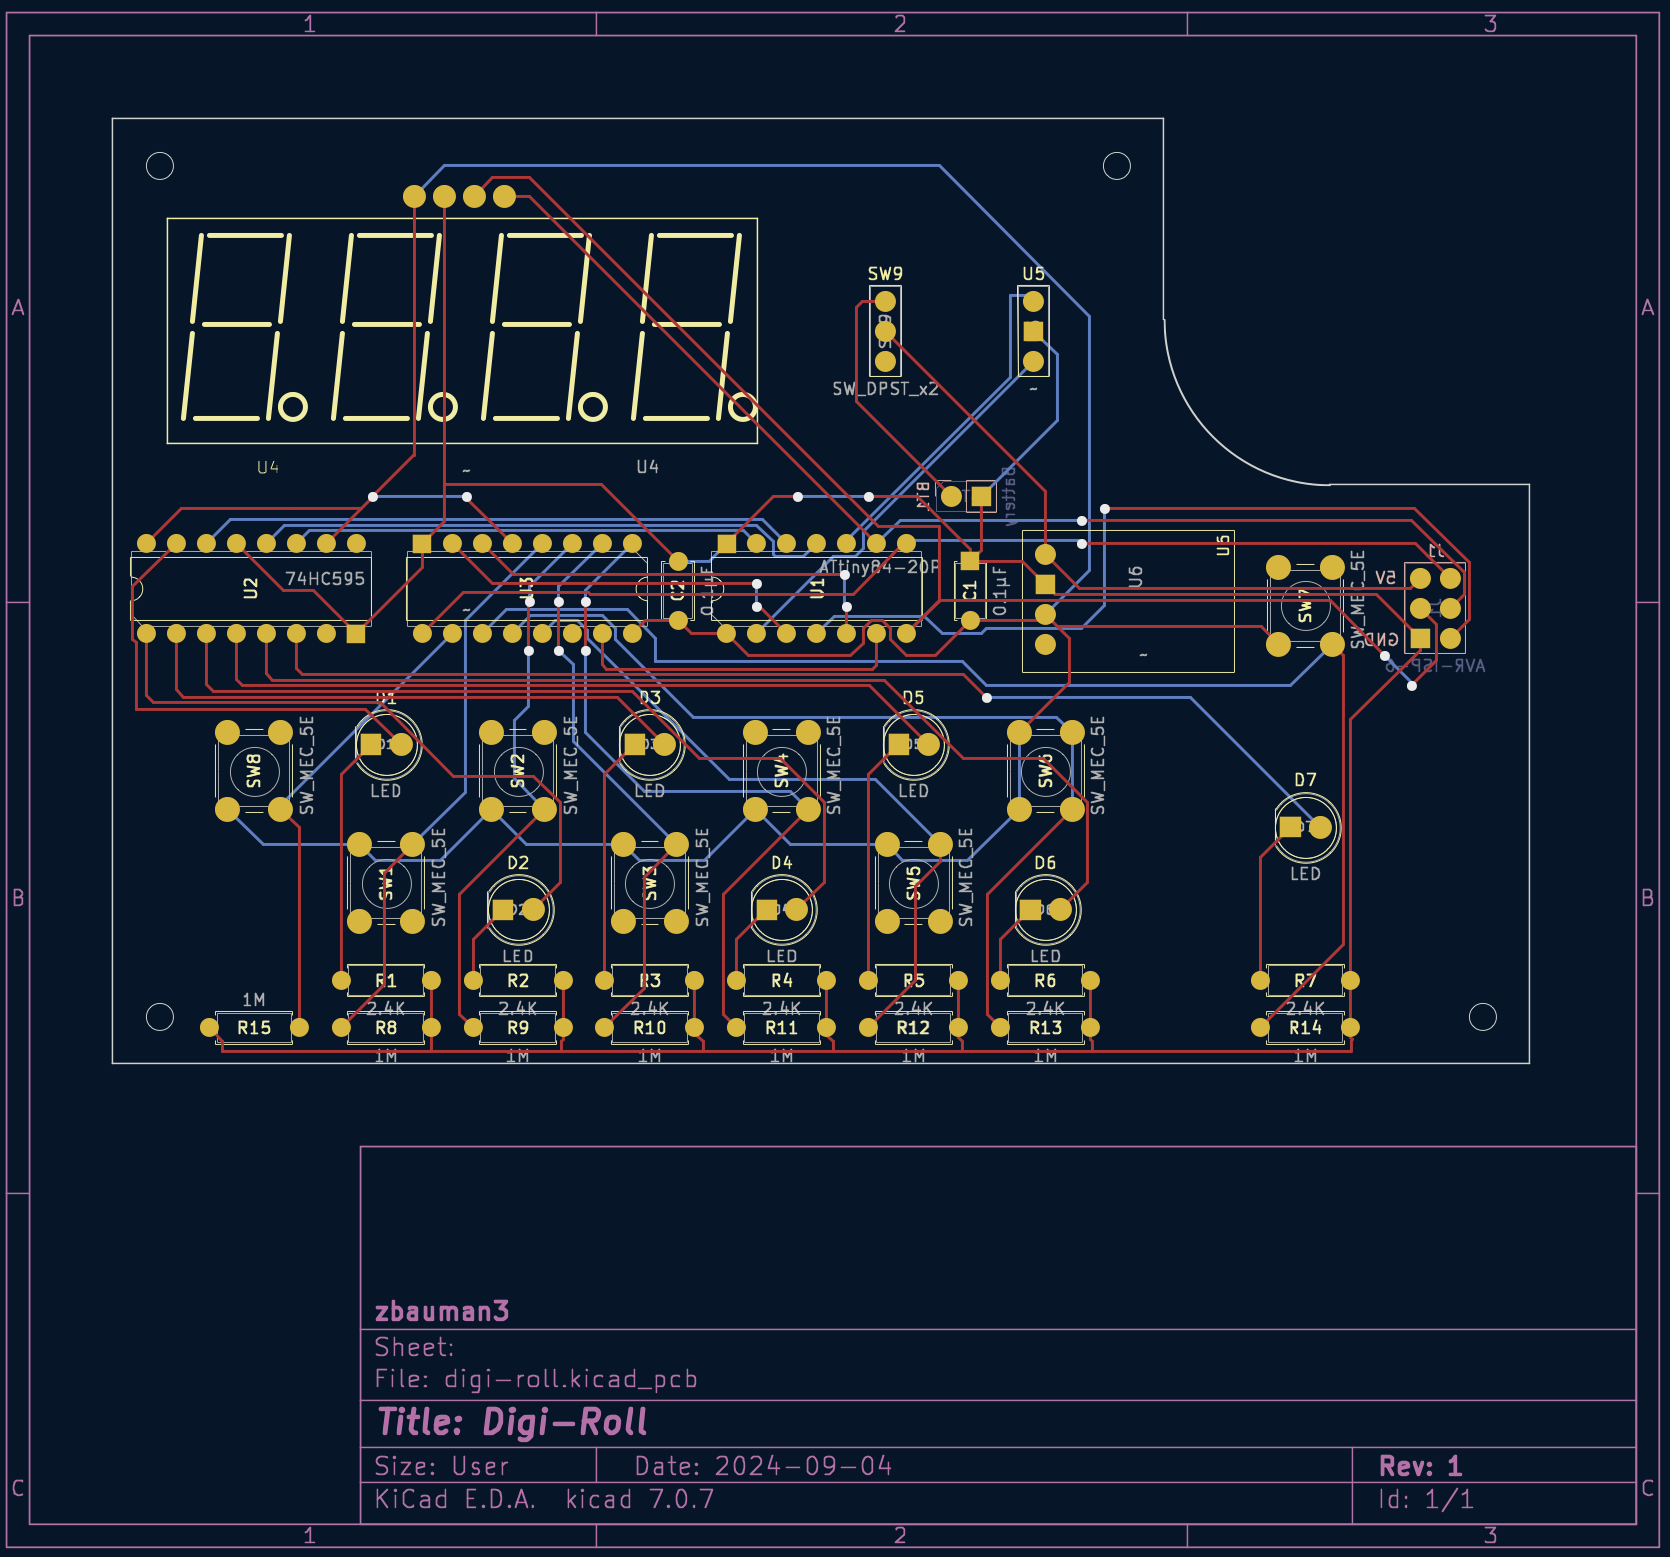 1 2 3
A A
SW9 U5
SW_DPST_x2 ~
U4 ~ U4
BT1 Battery
U2 74HC595 U3 ~ C2 0.1µF U1 ATtiny84-20P C1 0.1µF U6 U6 ~ SW7 SW_MEC_5E J1
5V
GND
AVR-ISP-6
D1 D3 D5
SW8 SW_MEC_5E SW2 SW_MEC_5E SW4 SW_MEC_5E SW6 SW_MEC_5E D7
LED LED LED
SW1 SW_MEC_5E SW3 SW_MEC_5E SW5 SW_MEC_5E
D2 D4 D6 LED
B B
LED LED LED
R1 R2 R3 R4 R5 R6 R7
1M 2.4K 2.4K 2.4K 2.4K 2.4K 2.4K 2.4K
R15 R8 R9 R10 R11 R12 R13 R14
1M 1M 1M 1M 1M 1M 1M
zbauman3
Sheet:
File: digi-roll.kicad_pcb
Title: Digi-Roll
Size: User Date: 2024-09-04 Rev: 1
KiCad E.D.A. kicad 7.0.7 Id: 1/1
C C
1 2 3